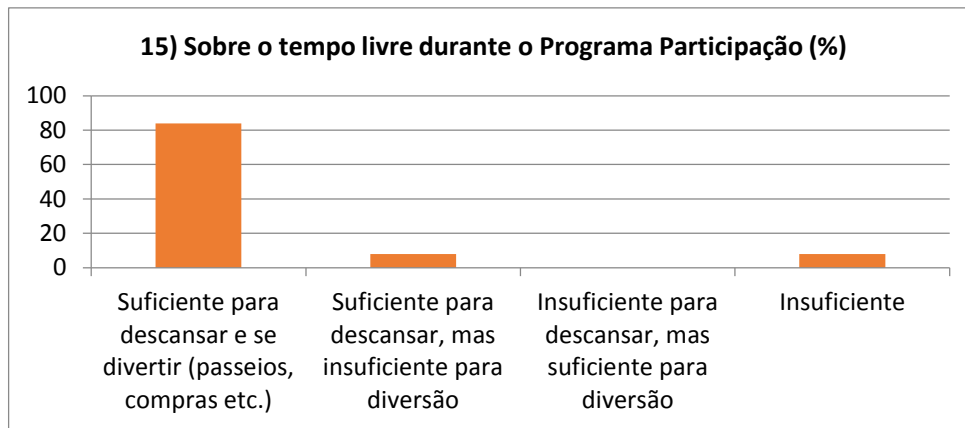 15) Sobre o tempo livre durante o Programa Participação (%)
100
80
60
40
20
0
Suficiente para
descansar e se
divertir (passeios,
compras etc.)
Suficiente para
descansar, mas
insuficiente para
diversão
Insuficiente para
descansar, mas
suficiente para
diversão
Insuficiente